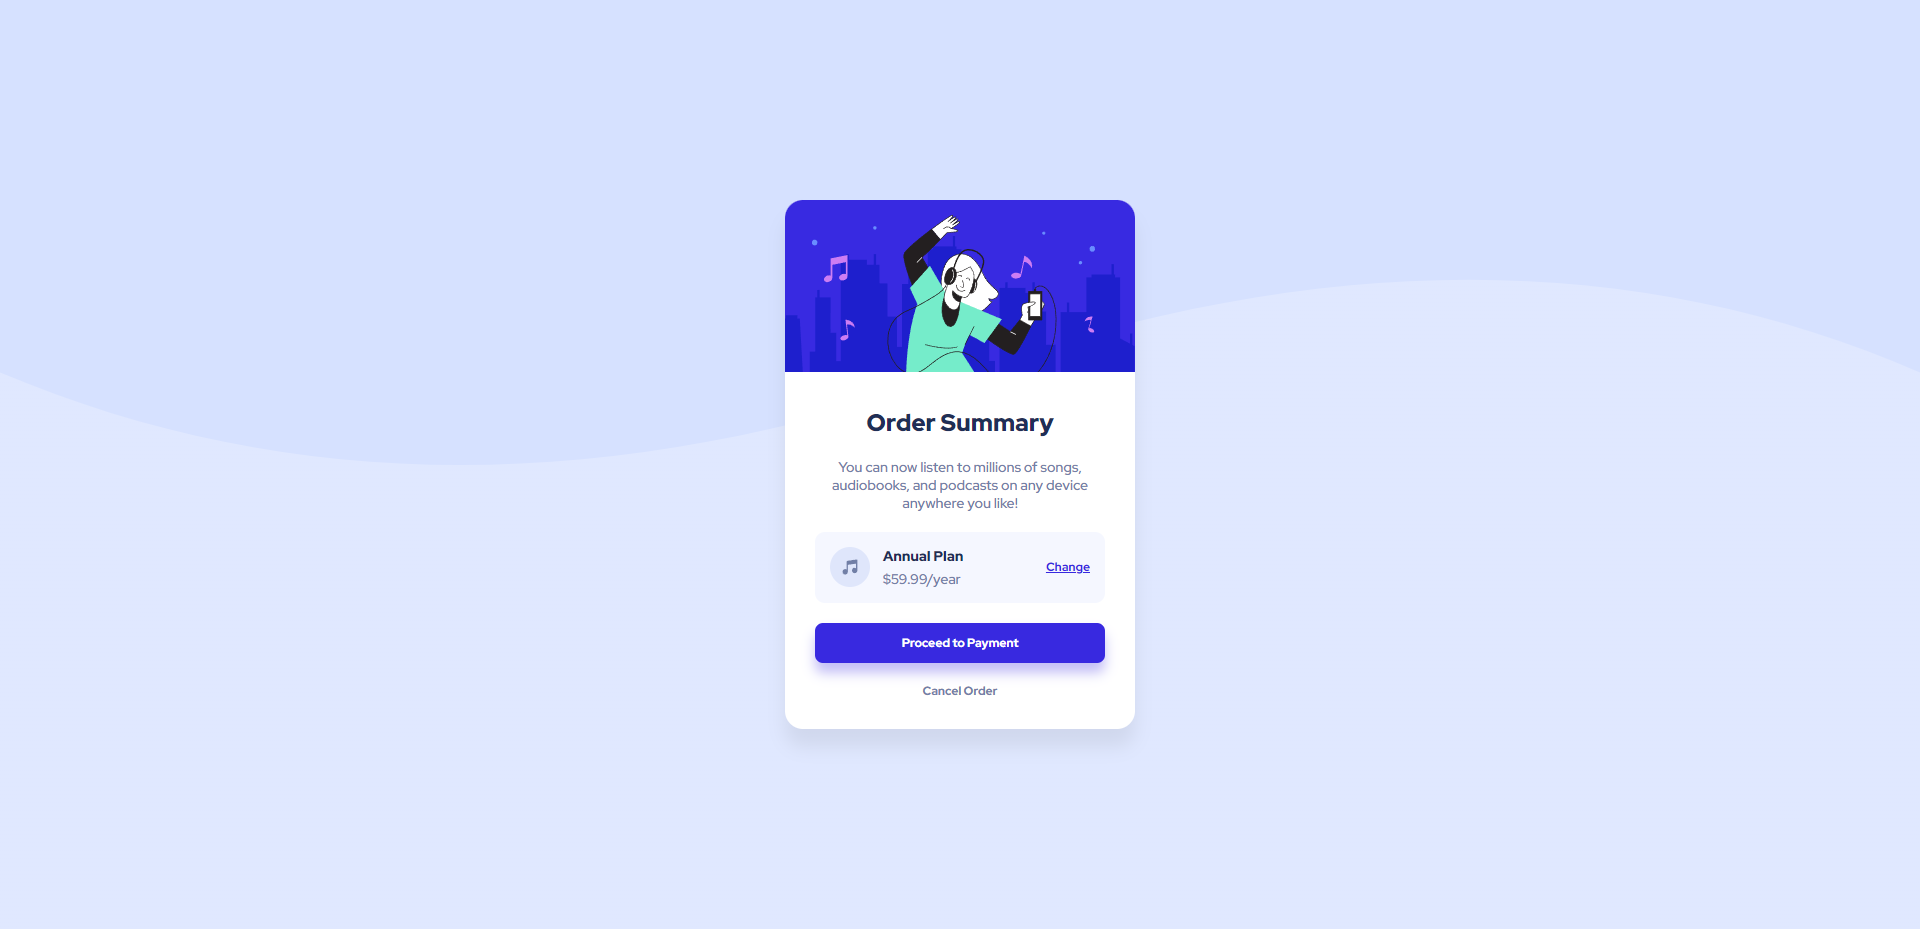 Order Summary
You can now listen to millions of songs,
audiobooks, and podcasts on any device
anywhere you like!
Annual Plan
$59.99/year
Change
Proceed to Payment
Cancel Order